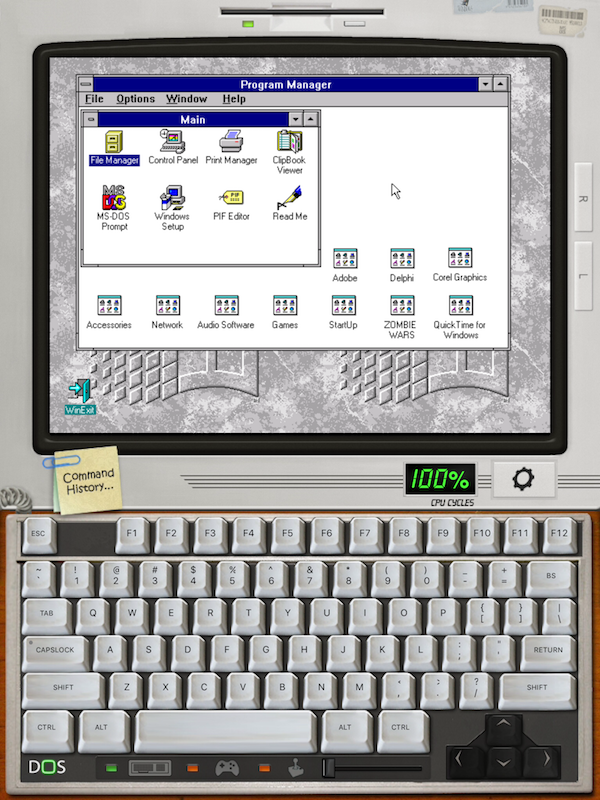 Program Manager
File Options Window Help
Main
File Manager Control Panel Print Manager ClipBook Viewer
MS DOS
MS-DOS Prompt Windows Setup PIF PIF Editor Read Me
Adobe Delphi Corel Graphics
Accessories Network Audio Software Games StartUp ZOMBIE WARS QuickTime for Windows
WinExit
R
L
Command
History...
100%
CPU CYCLES
ESC F1 F2 F3 F4 F5 F6 F7 F8 F9 F10 F11 F12
~ ` ! 1 @ 2 # 3 $ 4 % 5 ^ 6 & 7 * 8 ( 9 ) 0 _ - + = BS
TAB Q W E R T Y U I O P { [ } ] | \
CAPSLOCK A S D F G H J K L : ; " ' RETURN
SHIFT Z X C V B N M < , > . ? / SHIFT
CTRL ALT ALT CTRL
DOS